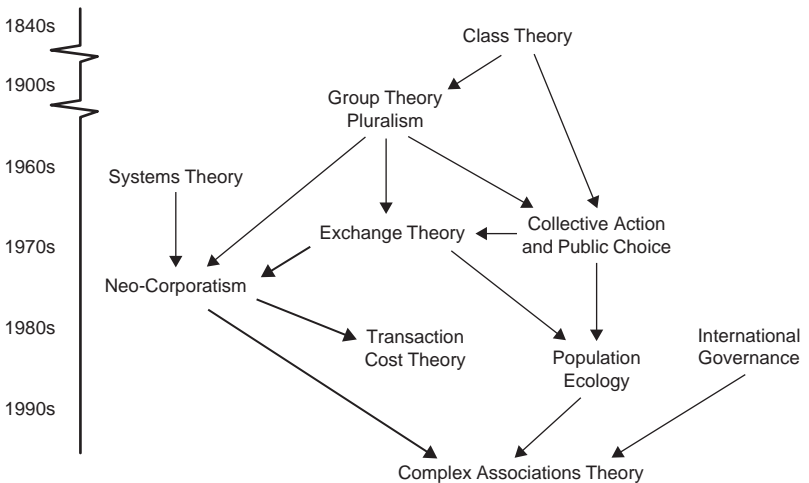 1840s
Class Theory
1900s
Group Theory
Pluralism
1960s
Systems Theory
Exchange Theory
Collective Action
and Public Choice
1970s
Neo-Corporatism
1980s
Transaction
Cost Theory
Population
Ecology
International
Governance
1990s
Complex Associations Theory